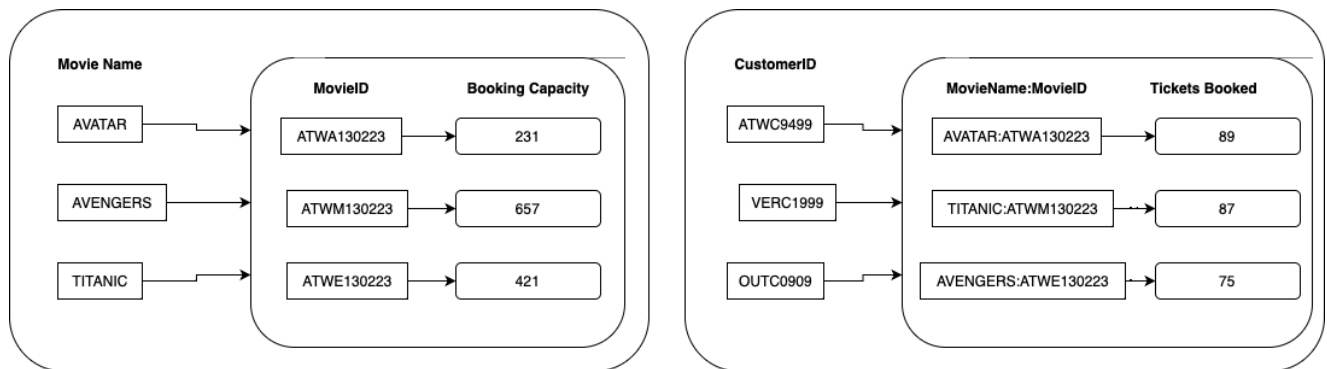 Movie Name
MovieID Booking Capacity
AVATAR ATWA130223 231
AVENGERS ATWM130223 657
TITANIC ATWE130223 421
CustomerID
MovieName:MovieID Tickets Booked
ATWC9499 AVATAR:ATWA130223 89
VERC1999 TITANIC:ATWM130223 87
OUTC0909 AVENGERS:ATWE130223 75